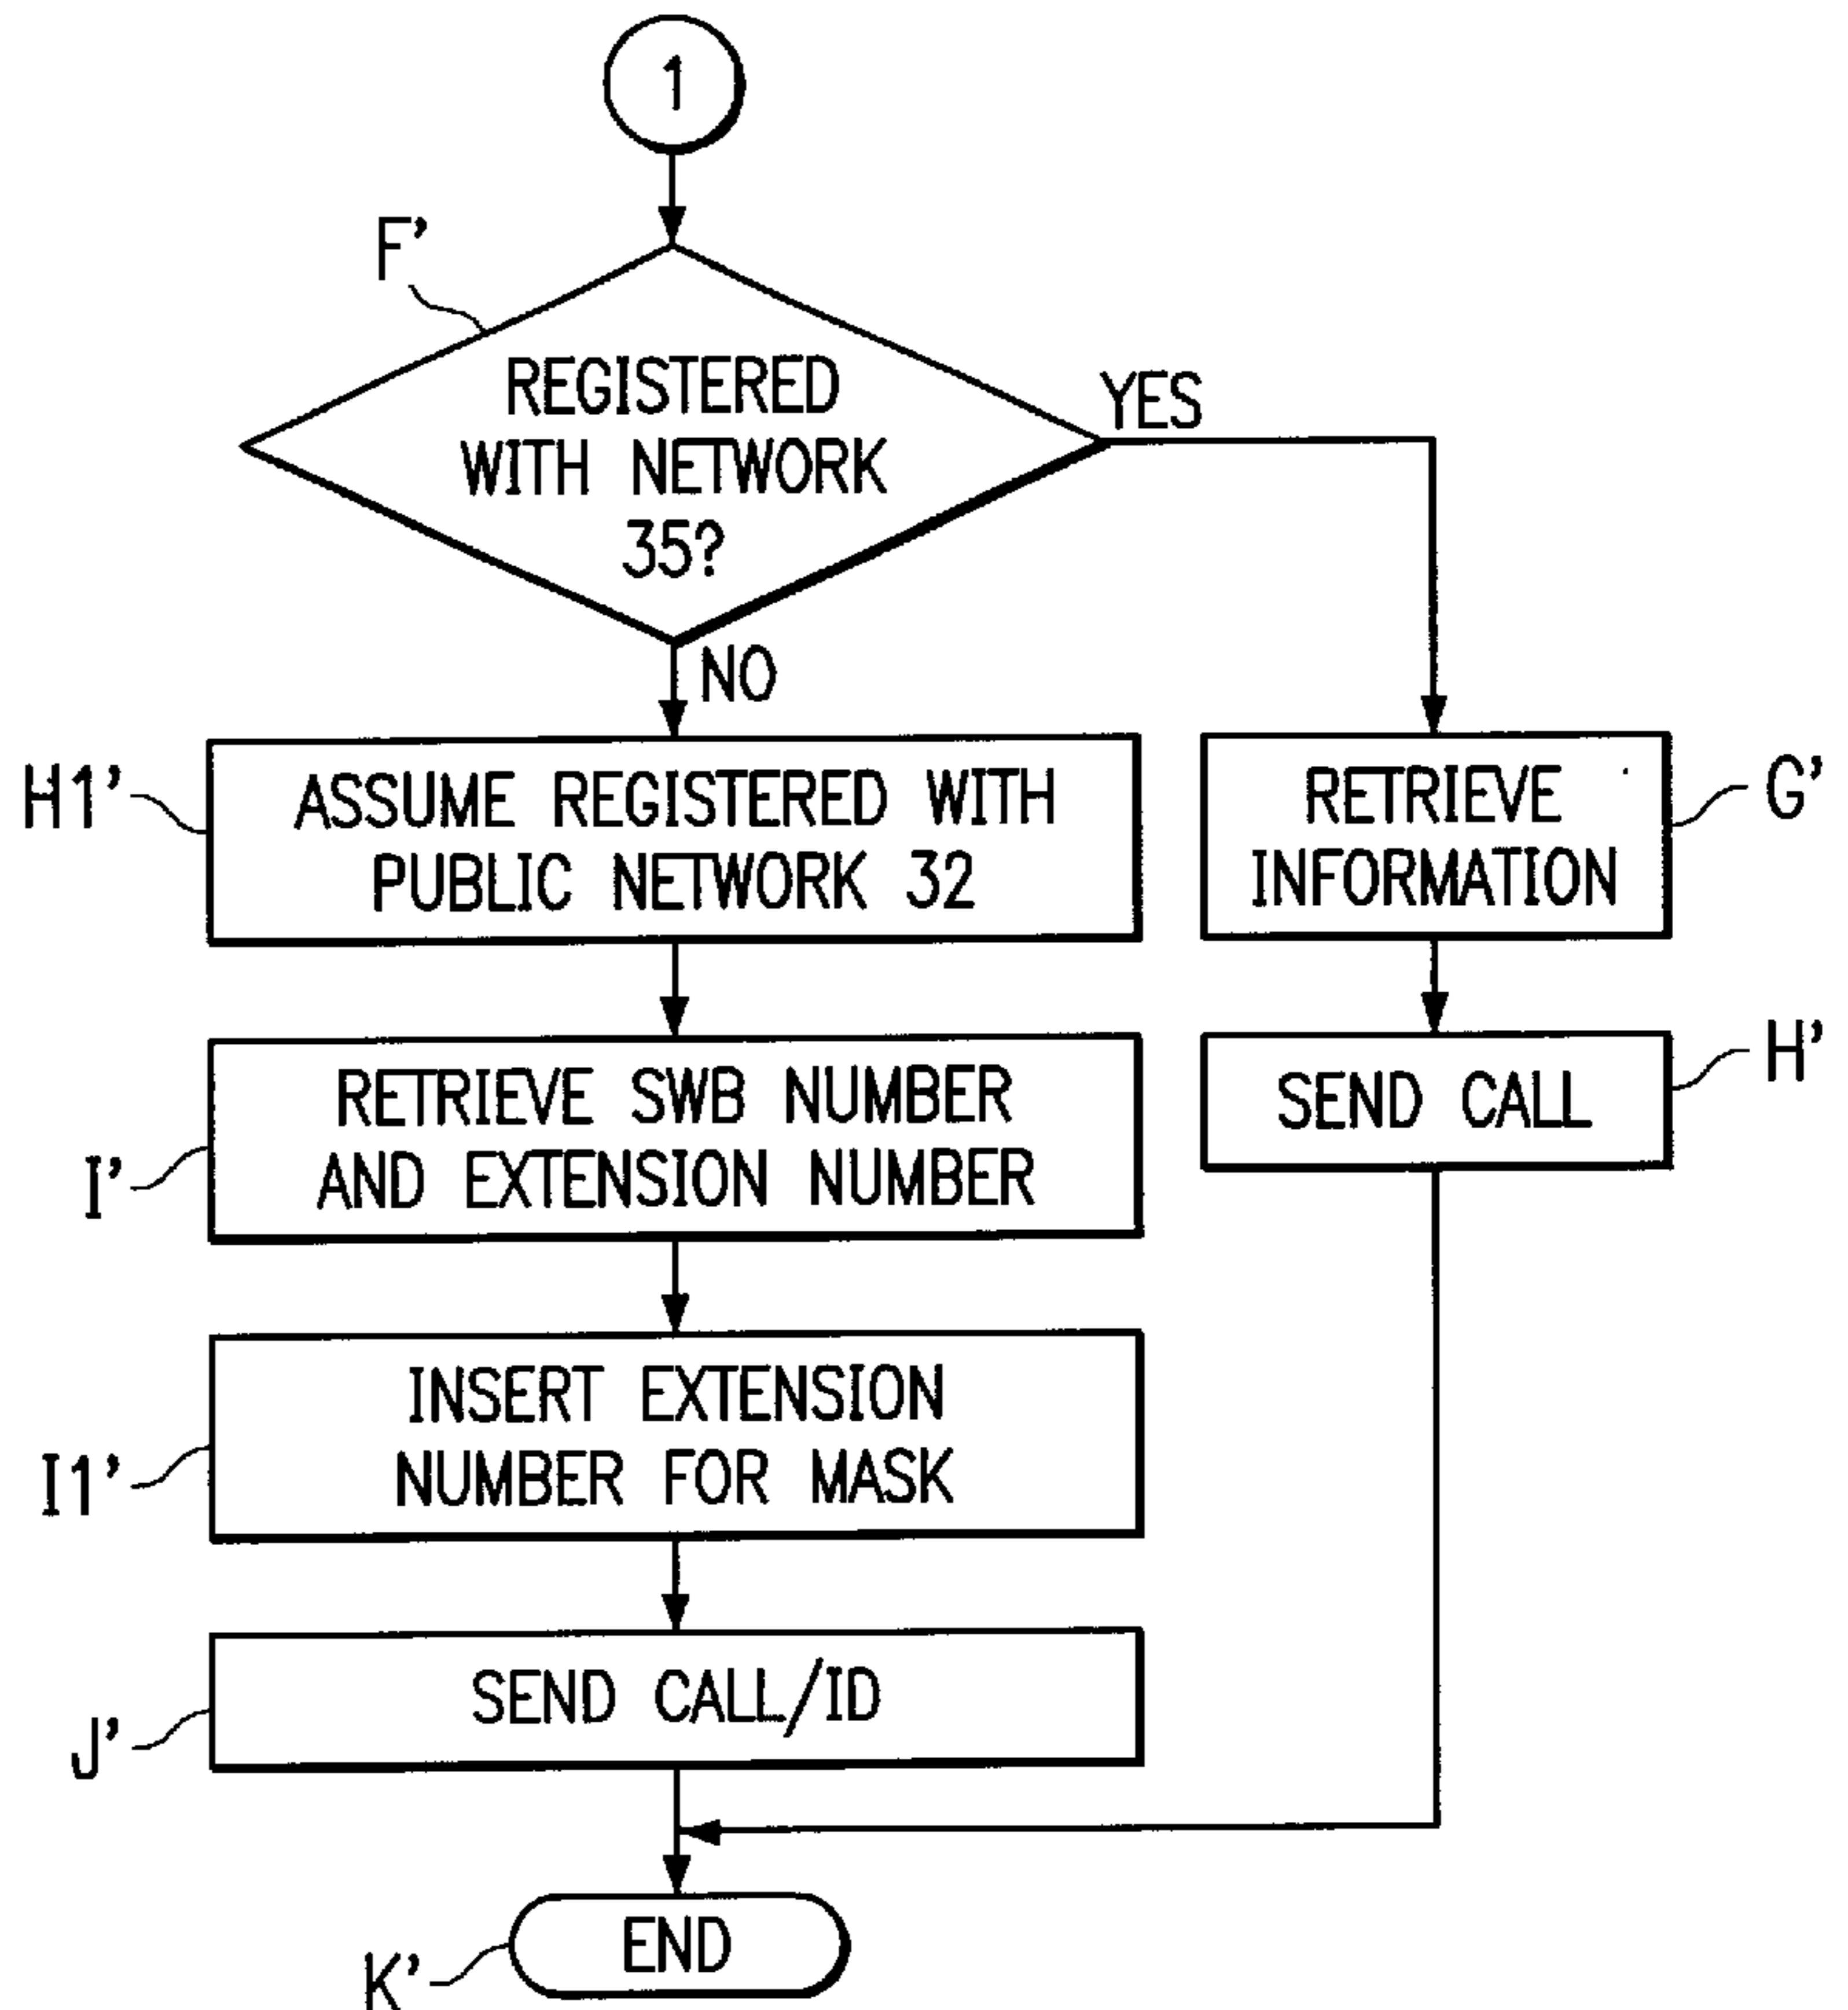 1
F'
REGISTERED
WITH NETWORK
35?
YES
NO
H1'
ASSUME REGISTERED WITH
PUBLIC NETWORK 32
RETRIEVE
INFORMATION
G'
I'
RETRIEVE SWB NUMBER
AND EXTENSION NUMBER
SEND CALL
H'
I1'
INSERT EXTENSION
NUMBER FOR MASK
J'
SEND CALL/ID
K'
END